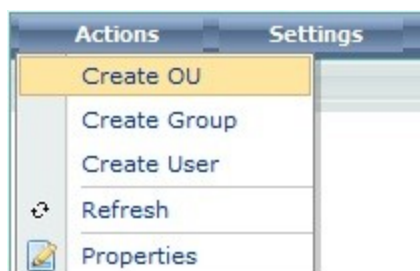 Actions Settings
Create OU
Create Group
Create User
Refresh
Properties